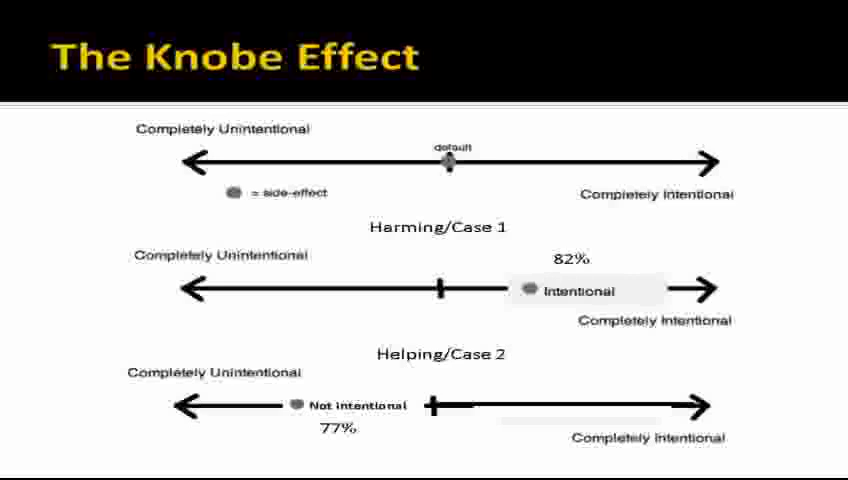 The Knobe Effect
Completely Unintentional
default
= side-effect
Completely Intentional
Harming/Case 1
Completely Unintentional
82%
Intentional
Completely Intentional
Helping/Case 2
Completely Unintentional
Not Intentional
77%
Completely Intentional